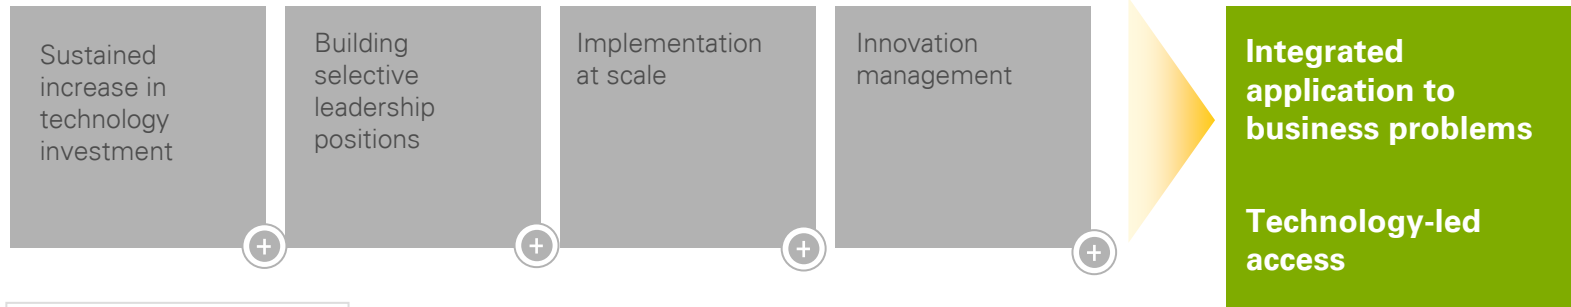 Sustained
increase in
technology
investment
Building
selective
leadership
positions
Implementation
at scale
Innovation
management
Integrated
application to
business problems
Technology-led
access
+
+
+
+